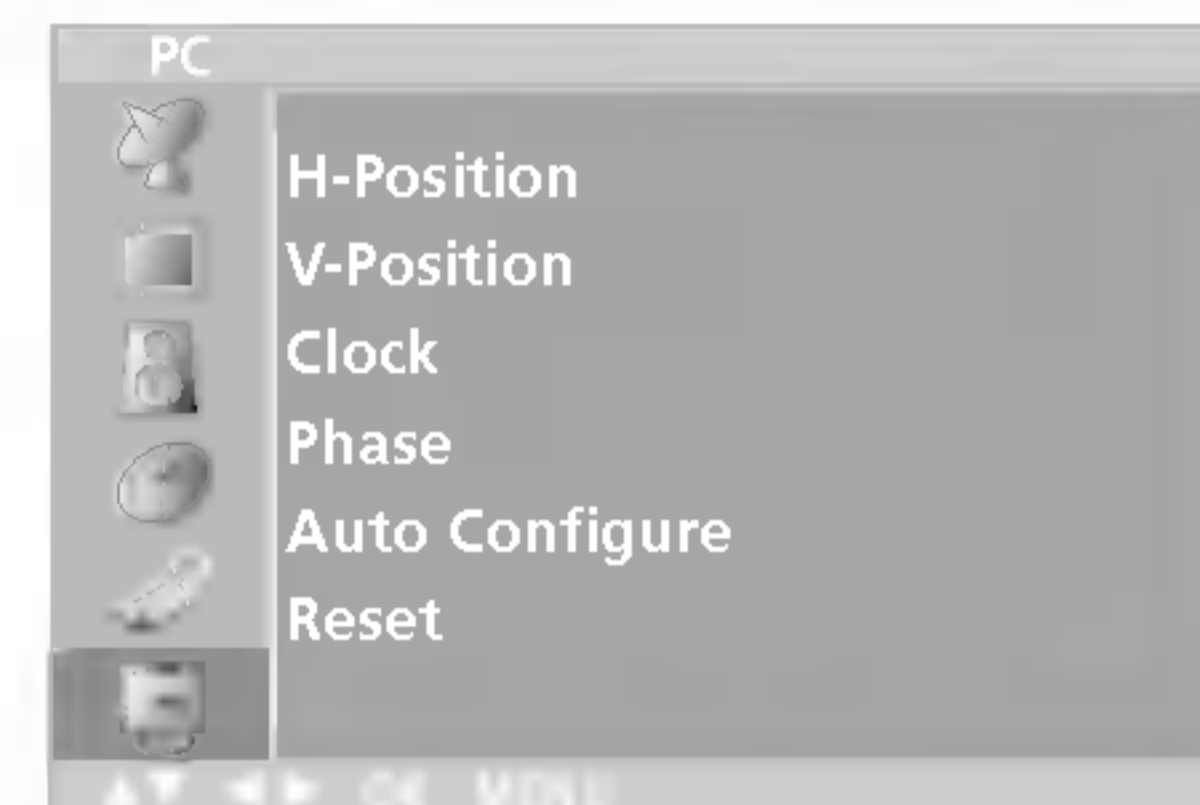 PC
H-Position
V-Position
Clock
Phase
Auto Configure
Reset
▲▼ ◀▶ OK MENU